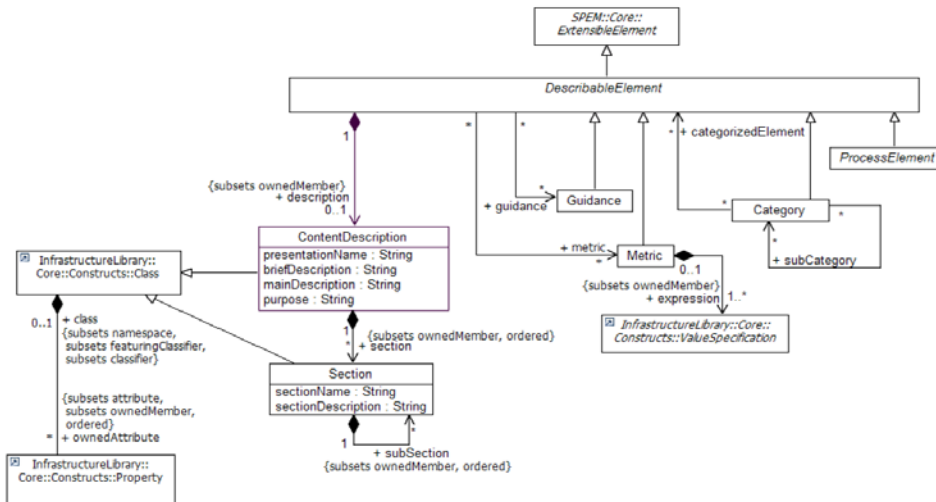 SPEM::Core::
ExtensibleElement
DescribableElement
1
*
*
*
+ categorizedElement
ProcessElement
{subsets ownedMember}
+ description
0..1
*
+ guidance
Guidance
*
Category
*
*
+ subCategory
ContentDescription
presentationName : String
briefDescription : String
mainDescription : String
purpose : String
+ metric
*
Metric
0..1
{subsets ownedMember}
+ expression
1..*
InfrastructureLibrary::
Core::Constructs::Class
0..1
+ class
{subsets namespace,
subsets featuringClassifier,
subsets classifier}
1
{subsets ownedMember, ordered}
*
+ section
InfrastructureLibrary::Core::
Constructs::ValueSpecification
Section
sectionName : String
sectionDescription : String
{subsets attribute,
subsets ownedMember,
ordered}
*
+ ownedAttribute
1
*
+ subSection
{subsets ownedMember, ordered}
InfrastructureLibrary::
Core::Constructs::Property